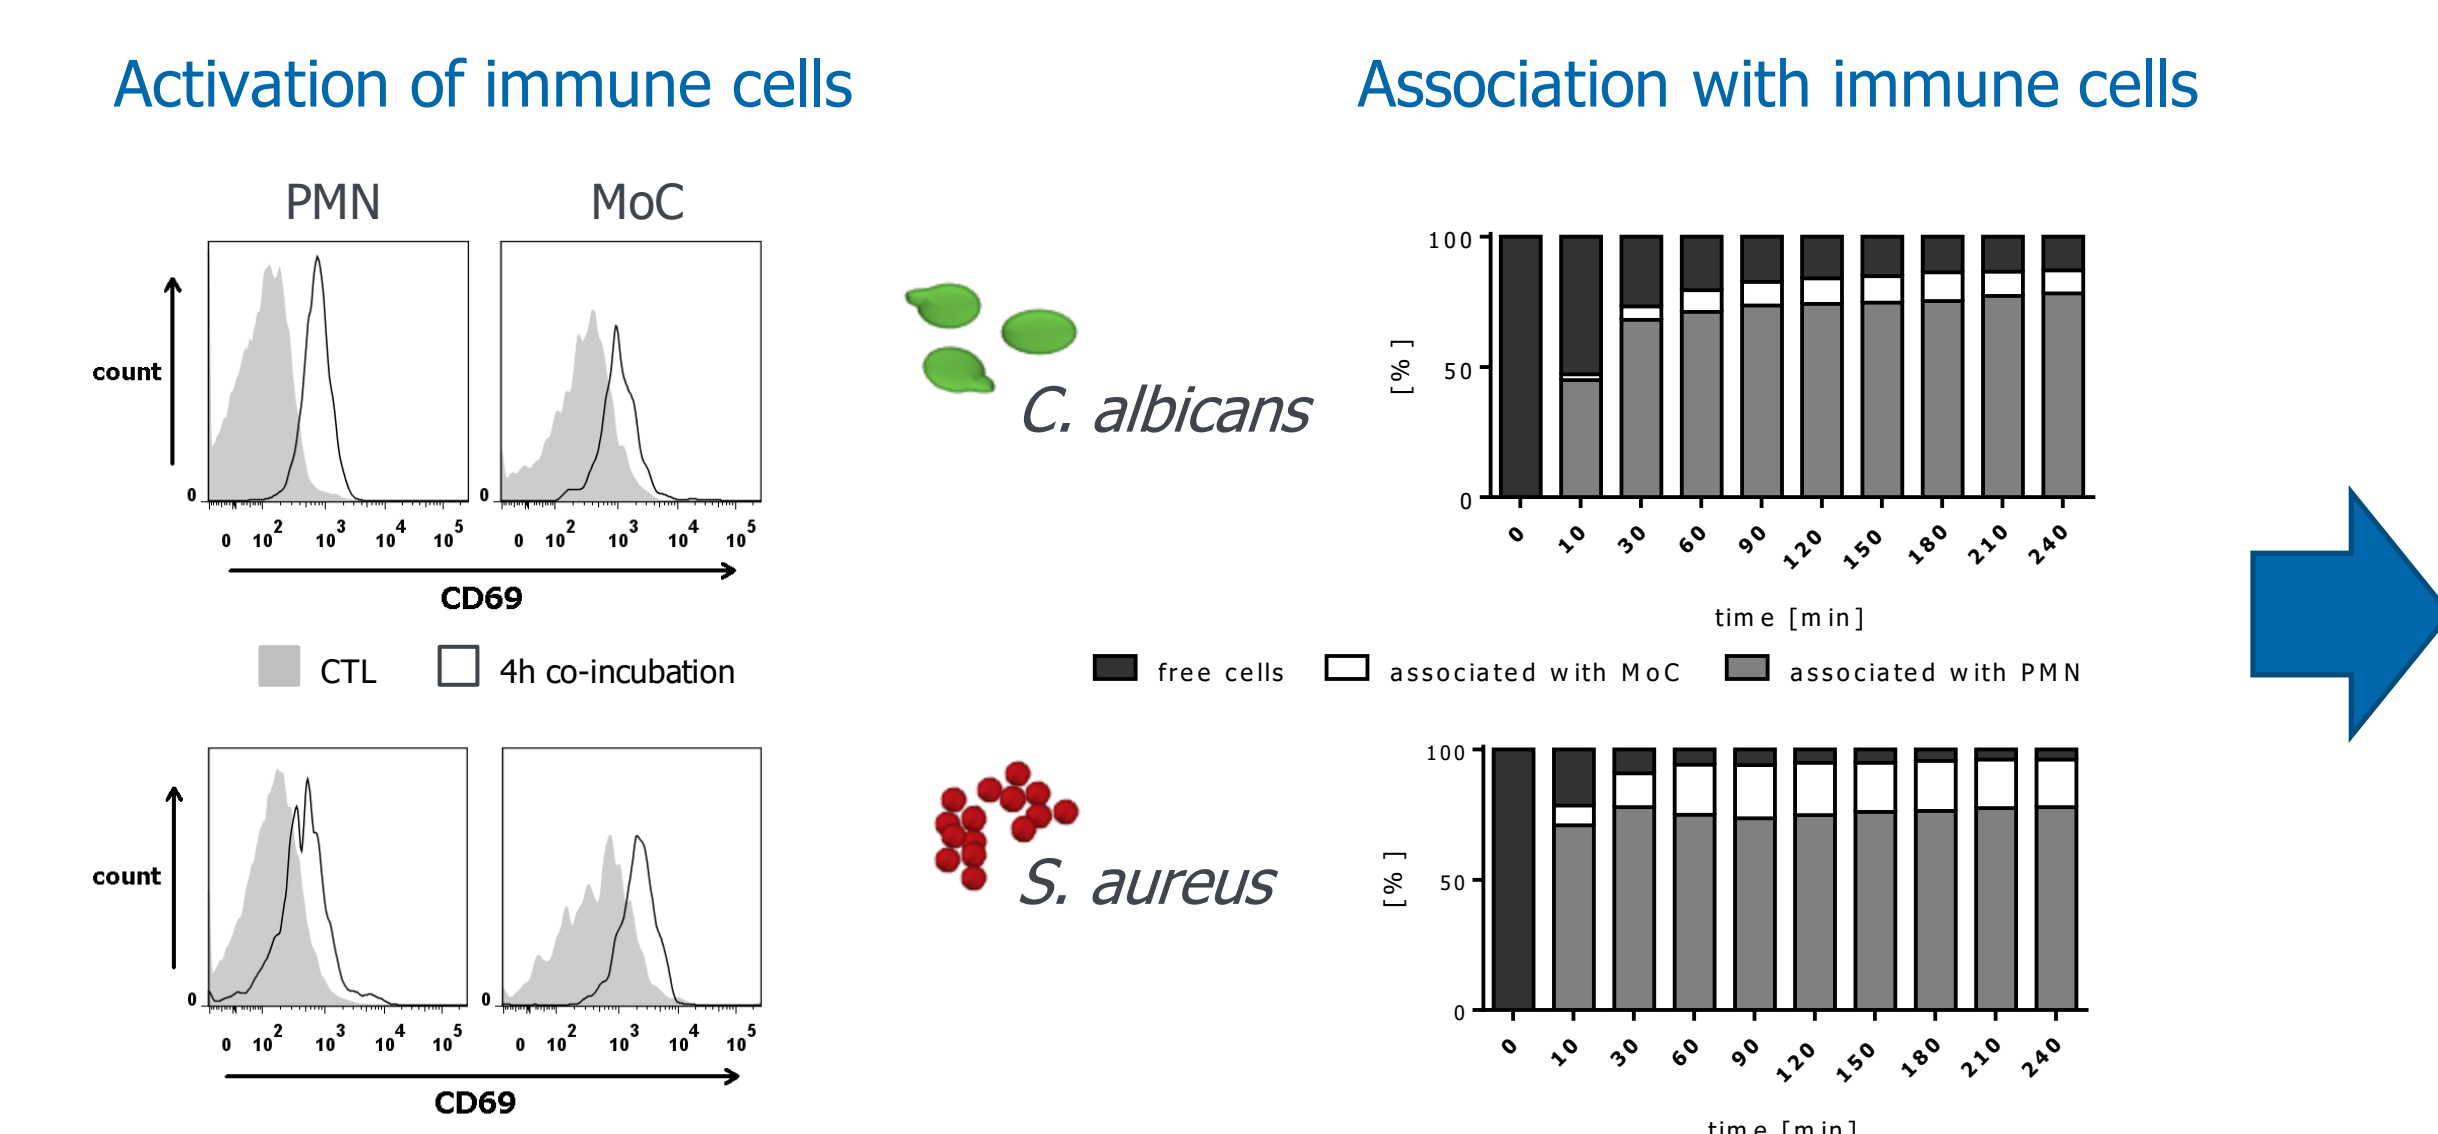 Activation of immune cells
Association with immune cells
PMN
MoC
count
0
0
0 10^2 10^3 10^4 10^5
0 10^2 10^3 10^4 10^5
CD69
CTL
4h co-incubation
C. albicans
100
50
0
[%]
0 10 30 60 90 120 150 180 210 240
time [min]
free cells
associated with MoC
associated with PMN
count
0
0
0 10^2 10^3 10^4 10^5
0 10^2 10^3 10^4 10^5
CD69
S. aureus
100
50
0
[%]
0 10 30 60 90 120 150 180 210 240
time [min]